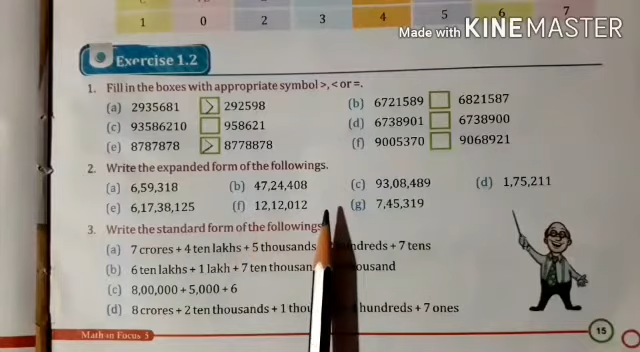 1 0 2 3 4 5 6 7
Made with KINEMASTER
Exercise 1.2
1. Fill in the boxes with appropriate symbol >, < or =.
(a) 2935681 > 292598 (b) 6721589 6821587
(c) 93586210 958621 (d) 6738901 6738900
(e) 8787878 > 8778878 (f) 9005370 9068921
2. Write the expanded form of the followings.
(a) 6,59,318 (b) 47,24,408 (c) 93,08,489 (d) 1,75,211
(e) 6,17,38,125 (f) 12,12,012 (g) 7,45,319
3. Write the standard form of the followings
(a) 7 crores + 4 ten lakhs + 5 thousands + 7 tens
(b) 6 ten lakhs + 1 lakh + 7 ten
(c) 8,00,000 + 5,000 + 6
(d) 8 crores + 2 ten thousands + 1 hundreds + 7 ones
Math in Focus 5 15